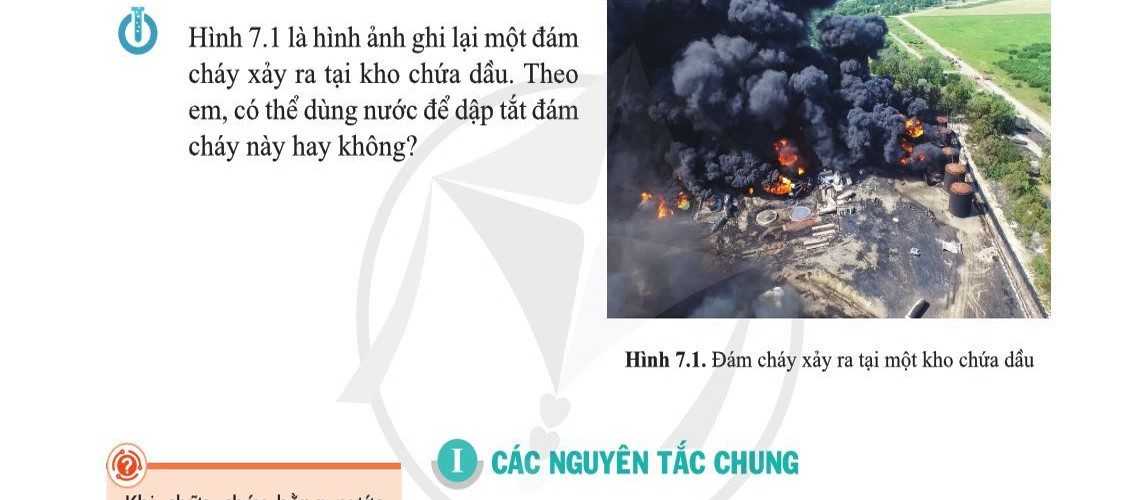 Hình 7.1 là hình ảnh ghi lại một đám
cháy xảy ra tại kho chứa dầu. Theo
em, có thể dùng nước để dập tắt đám
cháy này hay không?
Hình 7.1. Đám cháy xảy ra tại một kho chứa dầu
I CÁC NGUYÊN TẮC CHUNG